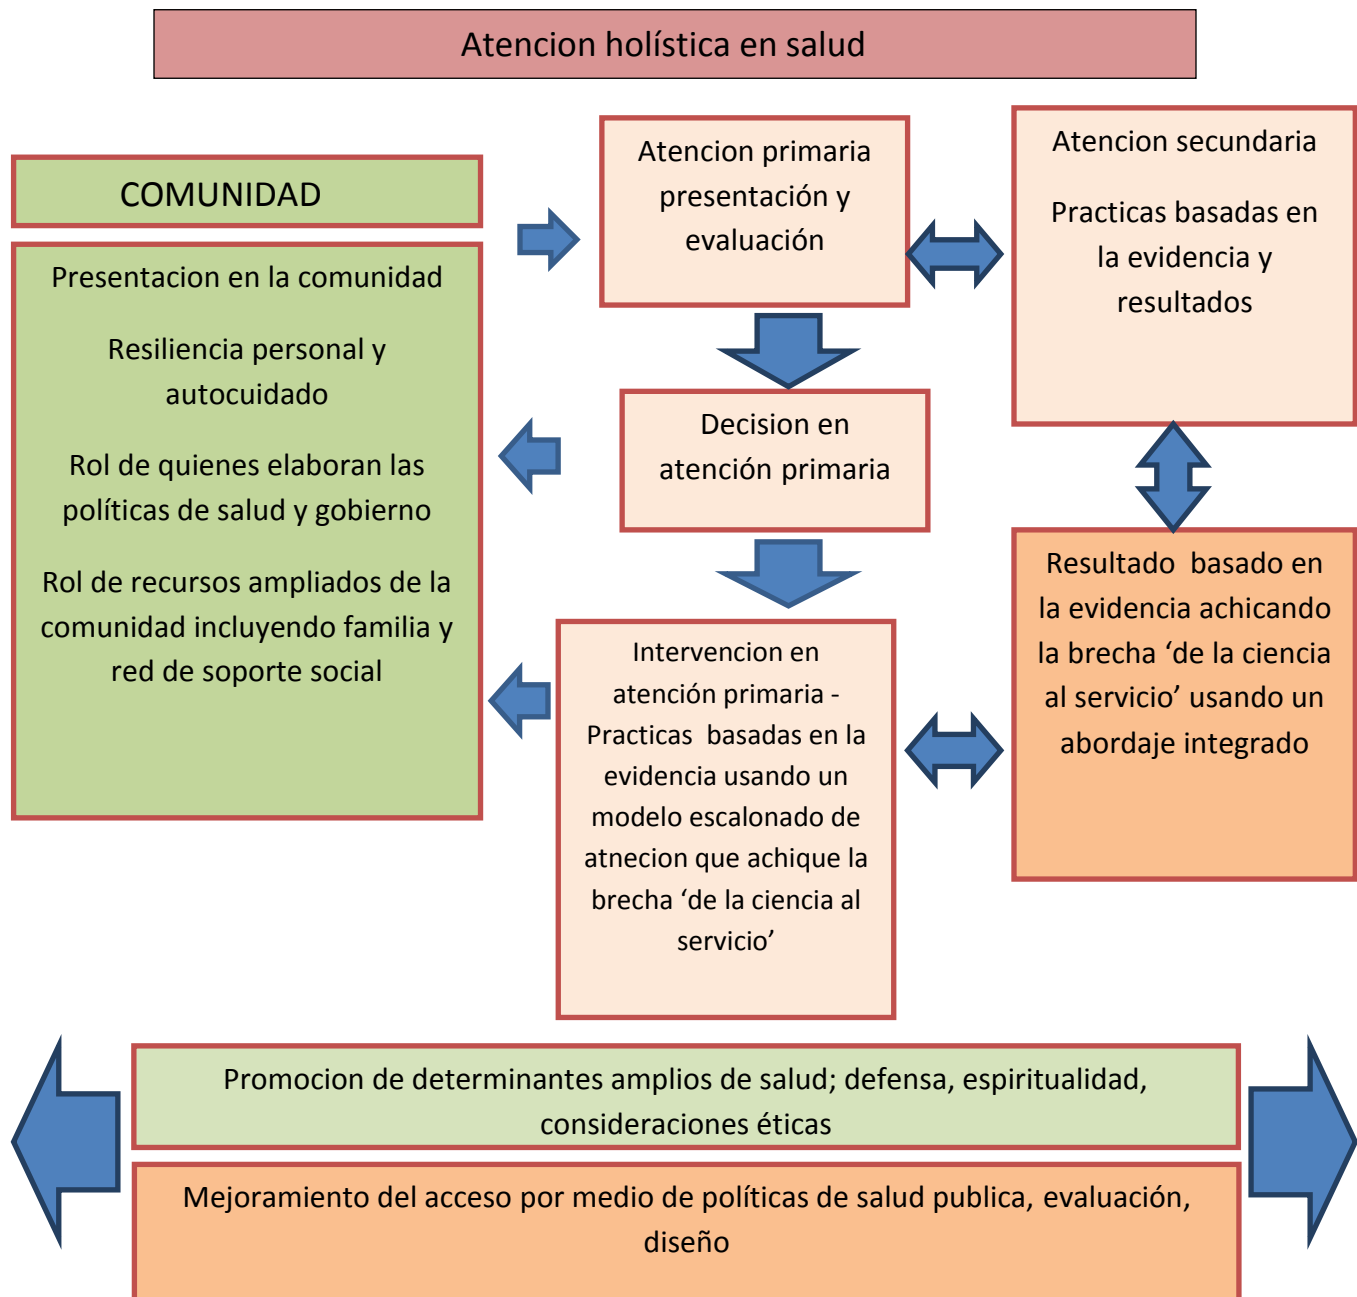 Atencion holística en salud
COMUNIDAD
Presentacion en la comunidad
Resiliencia personal y
autocuidado
Rol de quienes elaboran las
políticas de salud y gobierno
Rol de recursos ampliados de la
comunidad incluyendo familia y
red de soporte social
Atencion primaria
presentación y
evaluación
Decision en
atención primaria
Intervencion en
atención primaria -
Practicas basadas en la
evidencia usando un
modelo escalonado de
atnecion que achique la
brecha ‘de la ciencia al
servicio’
Atencion secundaria
Practicas basadas en
la evidencia y
resultados
Resultado basado en
la evidencia achicando
la brecha ‘de la ciencia
al servicio’ usando un
abordaje integrado
Promocion de determinantes amplios de salud; defensa, espiritualidad,
consideraciones éticas
Mejoramiento del acceso por medio de políticas de salud publica, evaluación,
diseño